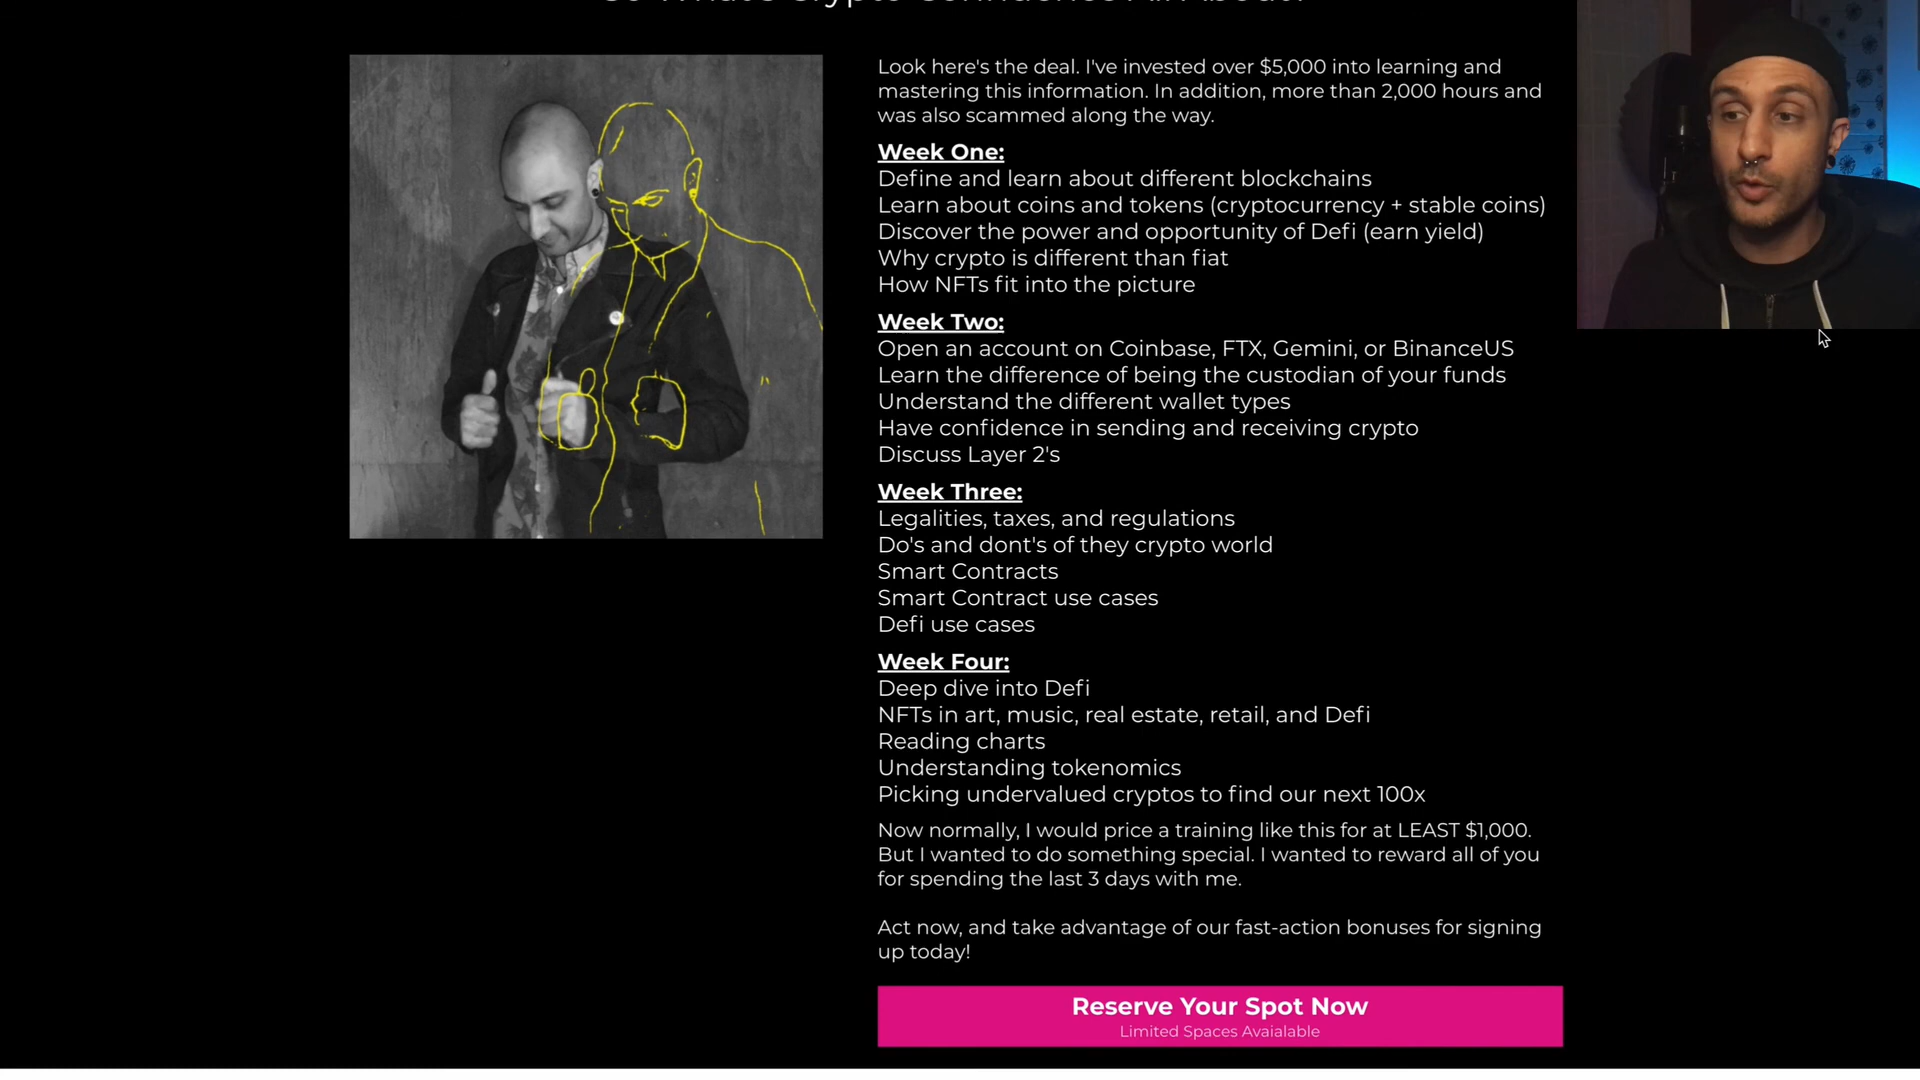 Look here's the deal. I've invested over $5,000 into learning and
mastering this information. In addition, more than 2,000 hours and
was also scammed along the way.
Week One:
Define and learn about different blockchains
Learn about coins and tokens (cryptocurrency + stable coins)
Discover the power and opportunity of Defi (earn yield)
Why crypto is different than fiat
How NFTs fit into the picture
Week Two:
Open an account on Coinbase, FTX, Gemini, or BinanceUS
Learn the difference of being the custodian of your funds
Understand the different wallet types
Have confidence in sending and receiving crypto
Discuss Layer 2's
Week Three:
Legalities, taxes, and regulations
Do's and dont's of they crypto world
Smart Contracts
Smart Contract use cases
Defi use cases
Week Four:
Deep dive into Defi
NFTs in art, music, real estate, retail, and Defi
Reading charts
Understanding tokenomics
Picking undervalued cryptos to find our next 100x
Now normally, I would price a training like this for at LEAST $1,000.
But I wanted to do something special. I wanted to reward all of you
for spending the last 3 days with me.
Act now, and take advantage of our fast-action bonuses for signing
up today!
Reserve Your Spot Now
Limited Spaces Avaialable